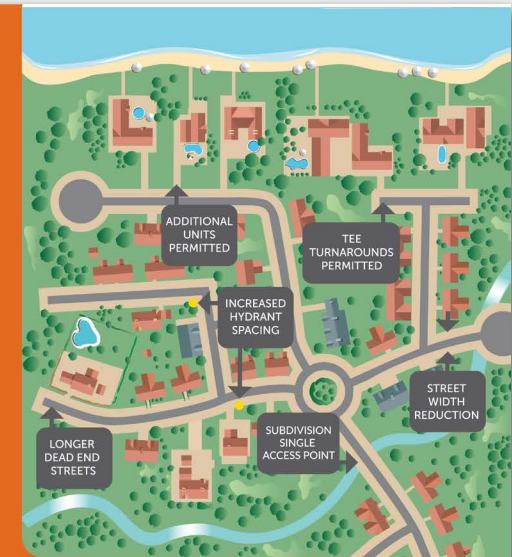 ADDITIONAL
UNITS
PERMITTED
TEE
TURNAROUNDS
PERMITTED
INCREASED
HYDRANT
SPACING
STREET
WIDTH
REDUCTION
SUBDIVISION
SINGLE
ACCESS POINT
LONGER
DEAD END
STREETS